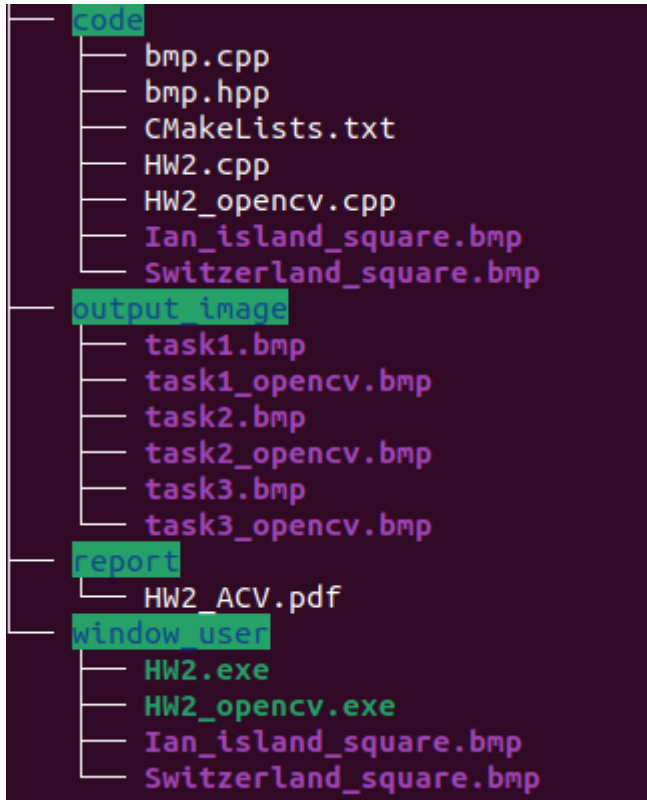 code
bmp.cpp
bmp.hpp
CMakeLists.txt
HW2.cpp
HW2_opencv.cpp
Ian_island_square.bmp
Switzerland_square.bmp
output_image
task1.bmp
task1_opencv.bmp
task2.bmp
task2_opencv.bmp
task3.bmp
task3_opencv.bmp
report
HW2_ACV.pdf
window_user
HW2.exe
HW2_opencv.exe
Ian_island_square.bmp
Switzerland_square.bmp